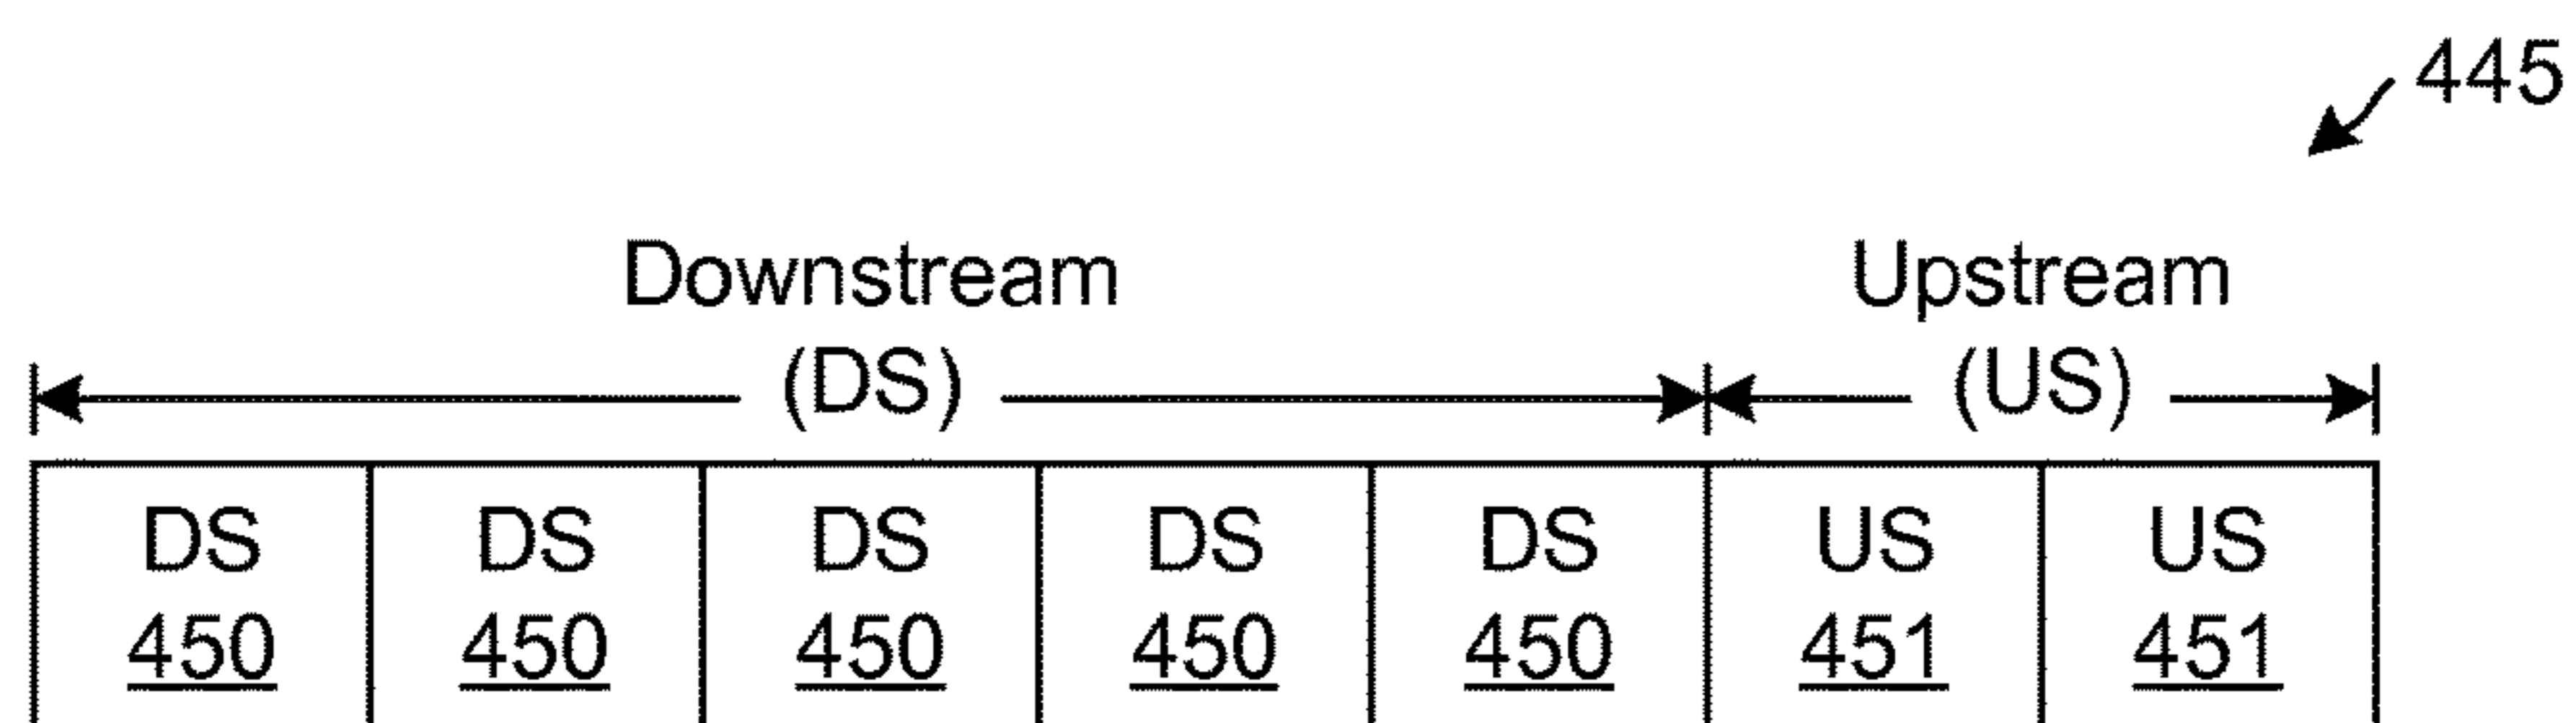 445
Downstream Upstream
(DS) (US)
DS DS DS DS DS US US
450 450 450 450 450 451 451